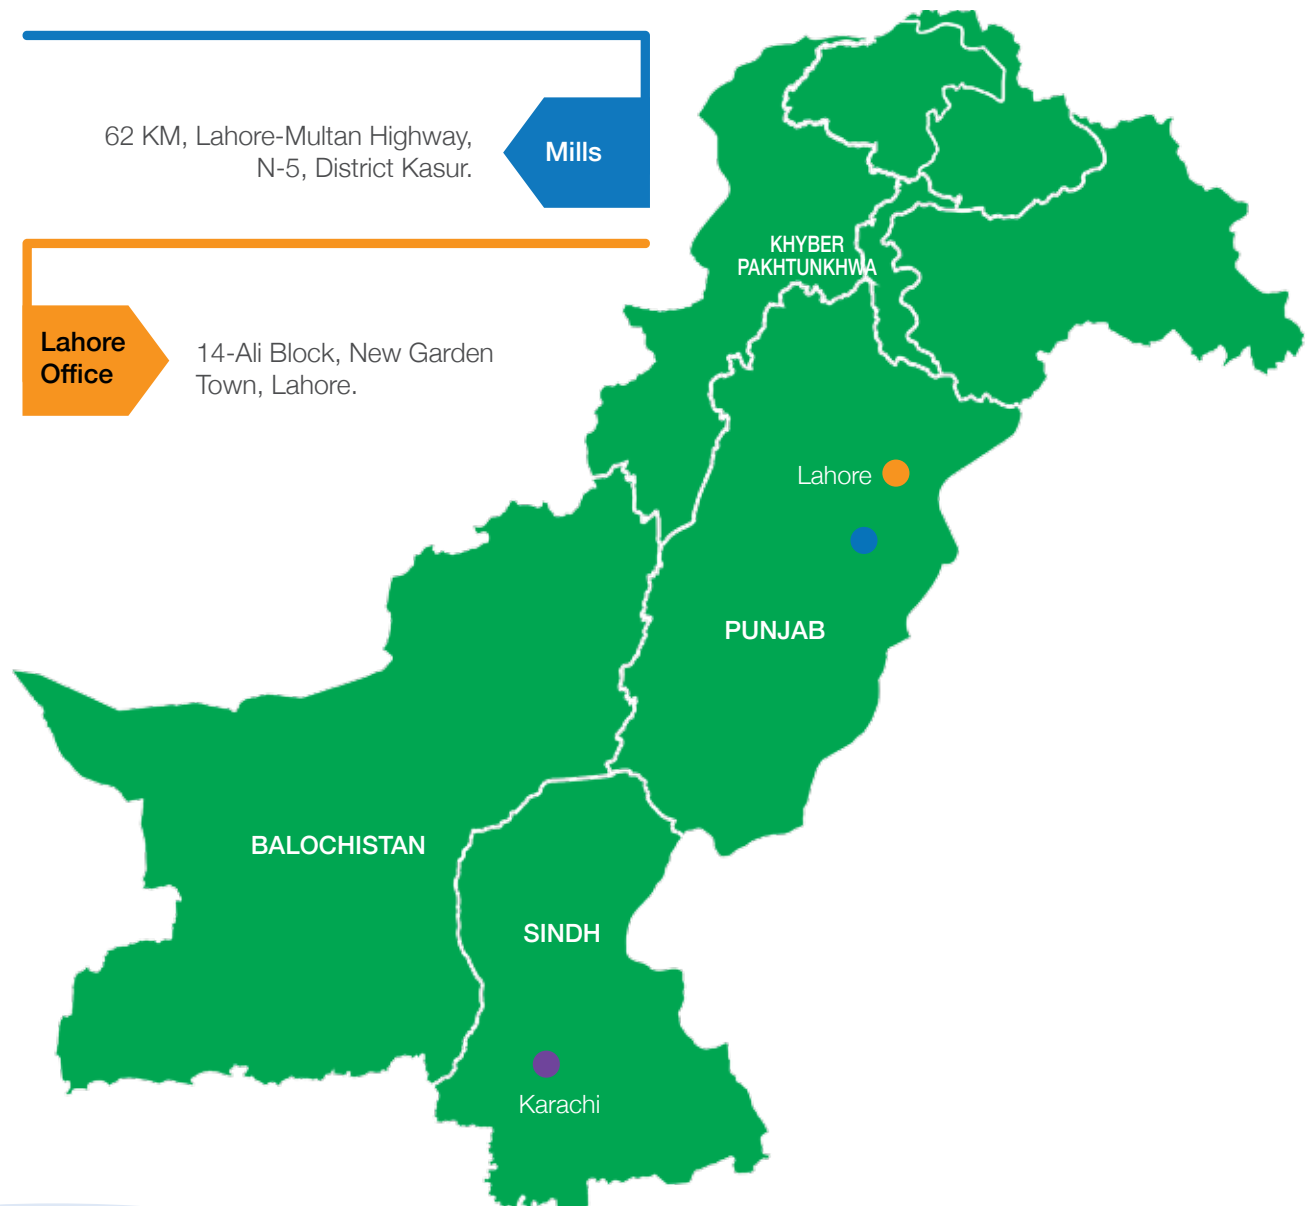 62 KM, Lahore-Multan Highway,
N-5, District Kasur.
Mills
Lahore
Office
14-Ali Block, New Garden
Town, Lahore.
KHYBER
PAKHTUNKHWA
Lahore
PUNJAB
BALOCHISTAN
SINDH
Karachi